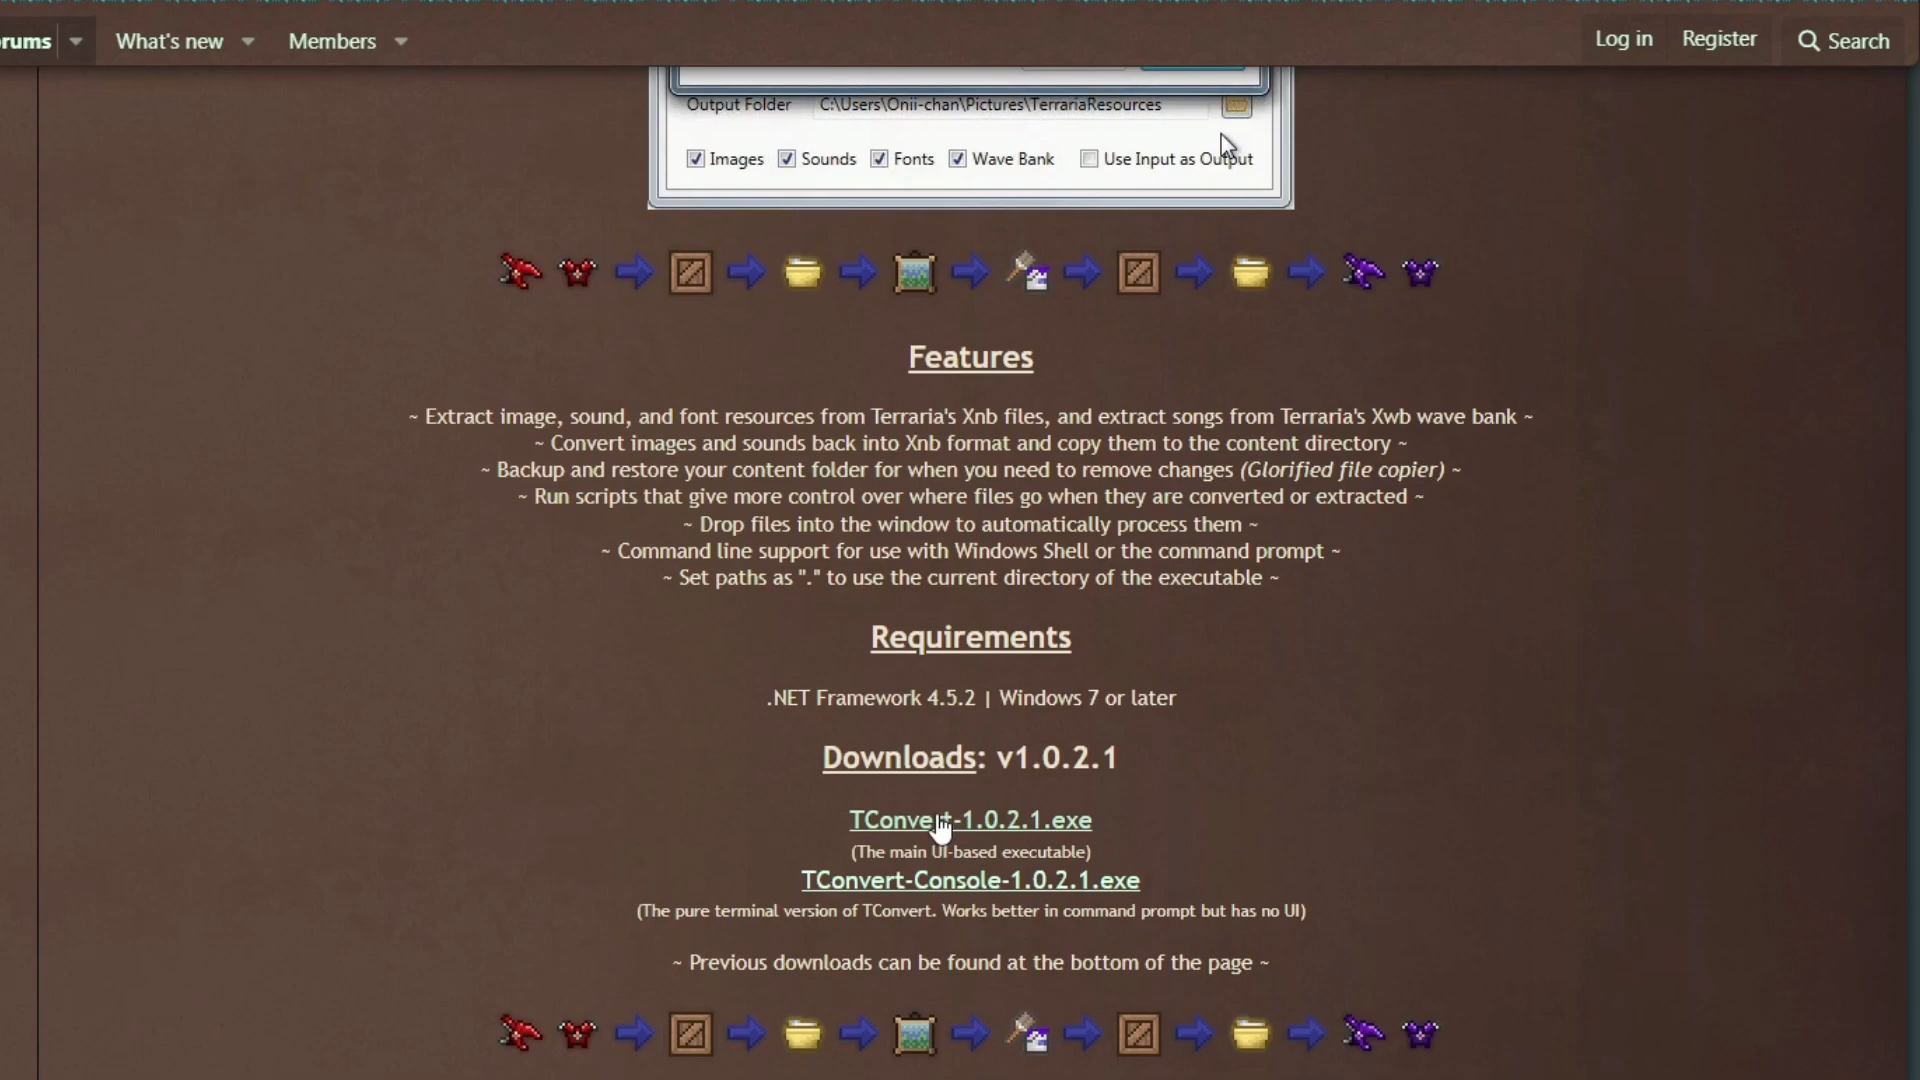 orums
What's new
Members
Log in
Register
Search
Output Folder C:\Users\Onii-chan\Pictures\TerrariaResources
Images Sounds Fonts Wave Bank Use Input as Output
Features
~ Extract image, sound, and font resources from Terraria's Xnb files, and extract songs from Terraria's Xwb wave bank ~
~ Convert images and sounds back into Xnb format and copy them to the content directory ~
~ Backup and restore your content folder for when you need to remove changes (Glorified file copier) ~
~ Run scripts that give more control over where files go when they are converted or extracted ~
~ Drop files into the window to automatically process them ~
~ Command line support for use with Windows Shell or the command prompt ~
~ Set paths as "." to use the current directory of the executable ~
Requirements
.NET Framework 4.5.2 | Windows 7 or later
Downloads: v1.0.2.1
TConvert-1.0.2.1.exe
(The main UI-based executable)
TConvert-Console-1.0.2.1.exe
(The pure terminal version of TConvert. Works better in command prompt but has no UI)
~ Previous downloads can be found at the bottom of the page ~